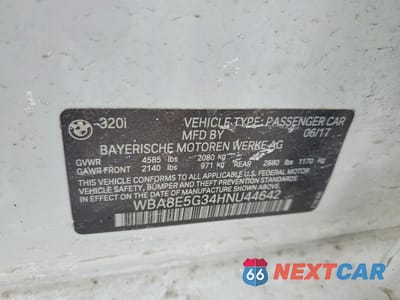 320i VEHICLE TYPE: PASSENGER CAR
MFD BY 06/17
BAYERISCHE MOTOREN WERKE AG
GVWR 4585 lbs 2080 kg
GAWR FRONT 2140 lbs 971 kg REAR 2580 lbs 1170 kg
THIS VEHICLE CONFORMS TO ALL APPLICABLE U.S. FEDERAL MOTOR
VEHICLE SAFETY, BUMPER, AND THEFT PREVENTION STANDARDS IN
EFFECT ON THE DATE OF MANUFACTURE SHOWN ABOVE.
WBA8E5G34HNU44642
66 NEXTCAR